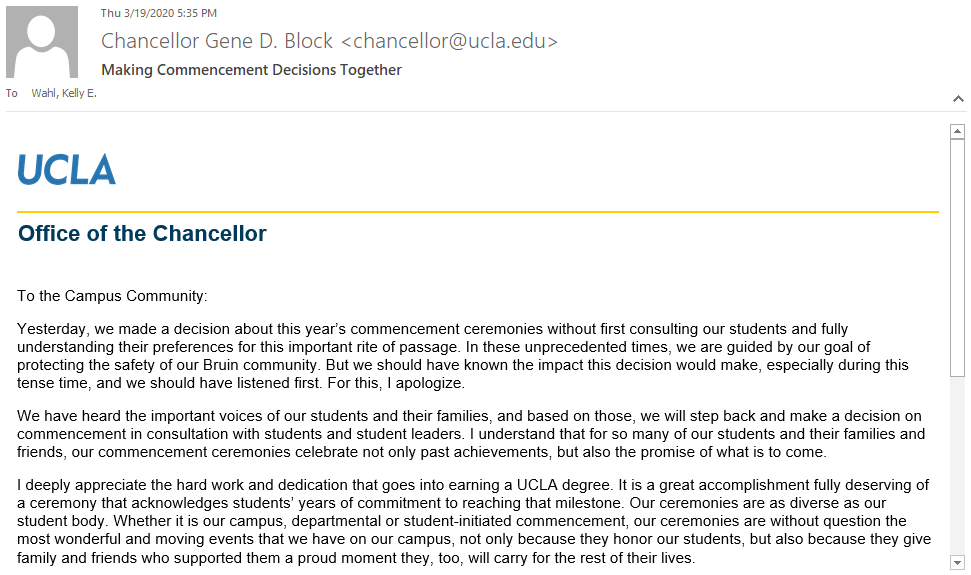 Thu 3/19/2020 5:35 PM
Chancellor Gene D. Block <chancellor@ucla.edu>
Making Commencement Decisions Together
To Wahl, Kelly E.
UCLA
Office of the Chancellor
To the Campus Community:
Yesterday, we made a decision about this year's commencement ceremonies without first consulting our students and fully
understanding their preferences for this important rite of passage. In these unprecedented times, we are guided by our goal of
protecting the safety of our Bruin community. But we should have known the impact this decision would make, especially during this
tense time, and we should have listened first. For this, I apologize.
We have heard the important voices of our students and their families, and based on those, we will step back and make a decision on
commencement in consultation with students and student leaders. I understand that for so many of our students and their families and
friends, our commencement ceremonies celebrate not only past achievements, but also the promise of what is to come.
I deeply appreciate the hard work and dedication that goes into earning a UCLA degree. It is a great accomplishment fully deserving of
a ceremony that acknowledges students' years of commitment to reaching that milestone. Our ceremonies are as diverse as our
student body. Whether it is our campus, departmental or student-initiated commencement, our ceremonies are without question the
most wonderful and moving events that we have on our campus, not only because they honor our students, but also because they give
family and friends who supported them a proud moment they, too, will carry for the rest of their lives.